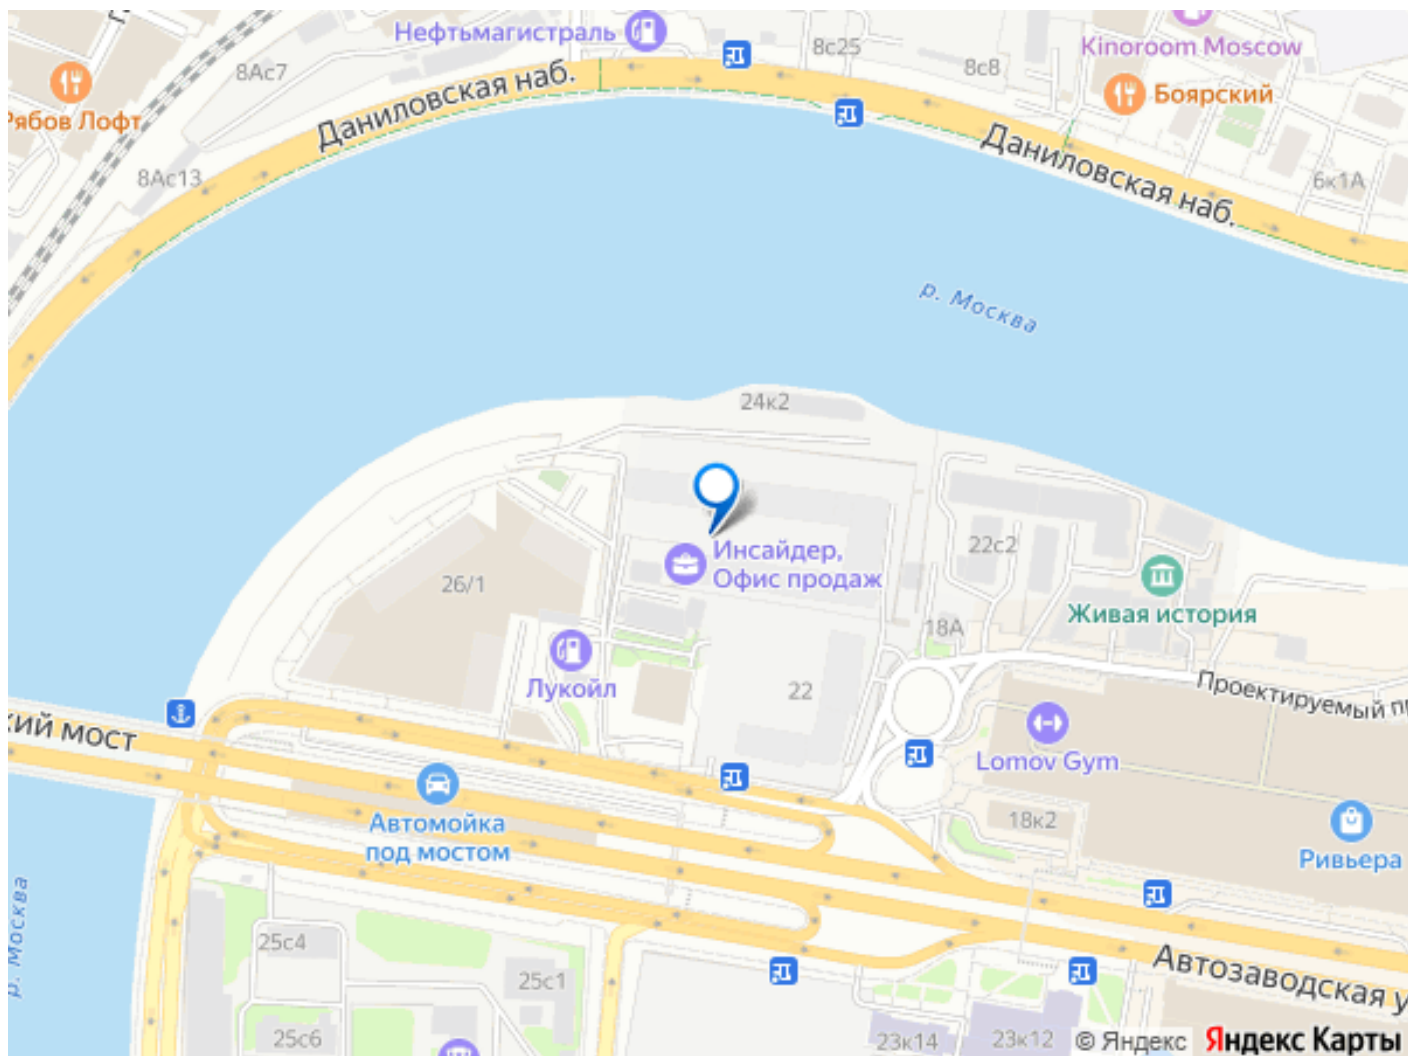 Нефтьмагистраль
8с25
Kinoroom Moscow
8Ас7
8с8
Даниловская наб.
Боярский
Рябов Лофт
Даниловская наб.
8Ас13
6к1А
р. Москва
24к2
Инсайдер,
Офис продаж
22с2
26/1
Живая история
18А
Лукойл
22
Проектируемый пр
кий мост
Lomov Gym
Автомойка
под мостом
18к2
Ривьера
р. Москва
25с4
25с1
Автозаводская у
25с6
23к14
23к12
© Яндекс
Яндекс Карты